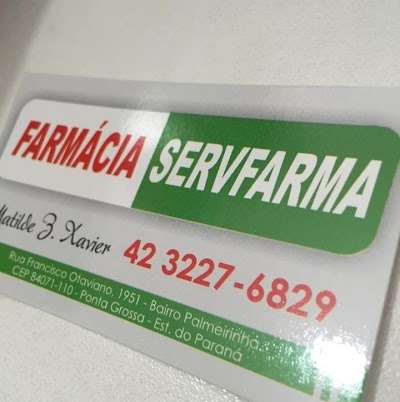 FARMÁCIA SERVFARMA
Matilde Z. Xavier 42 3227-6829
Rua Francisco Otaviano, 1951 - Bairro Palmeirinha
CEP 84071-110 - Ponta Grossa - Est. do Paraná